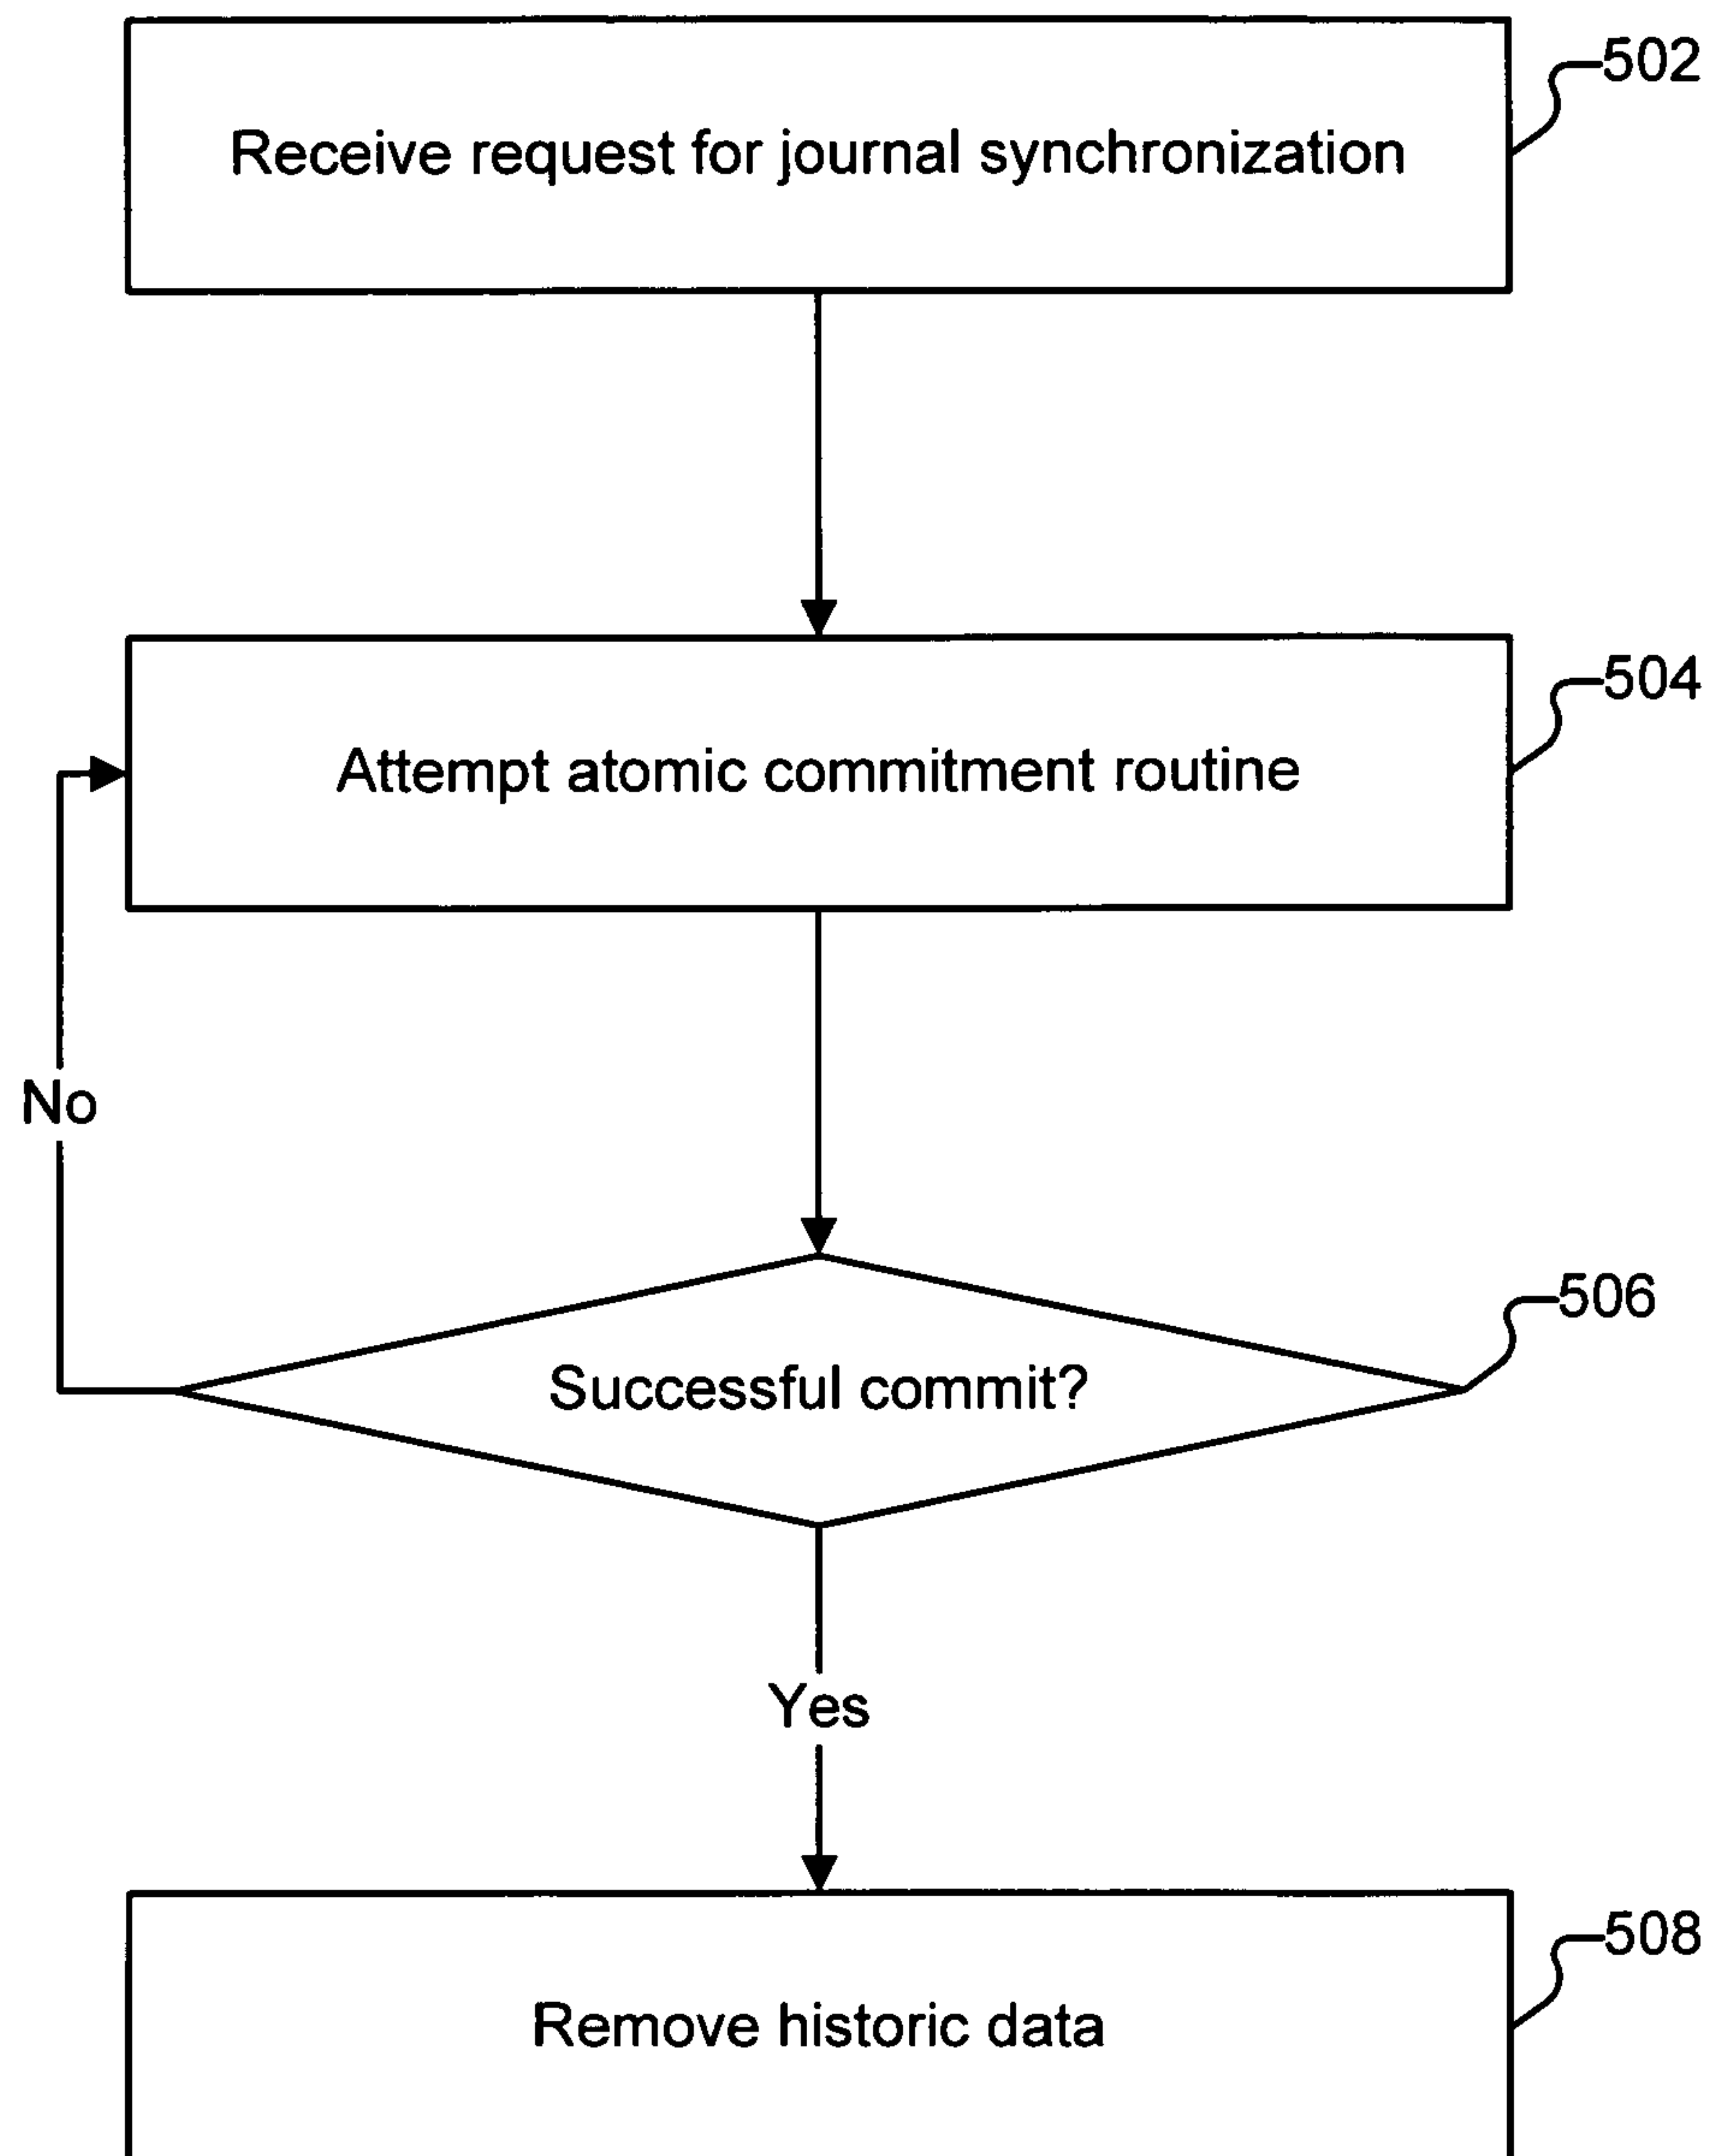 502
Receive request for journal synchronization
504
Attempt atomic commitment routine
No
506
Successful commit?
Yes
508
Remove historic data